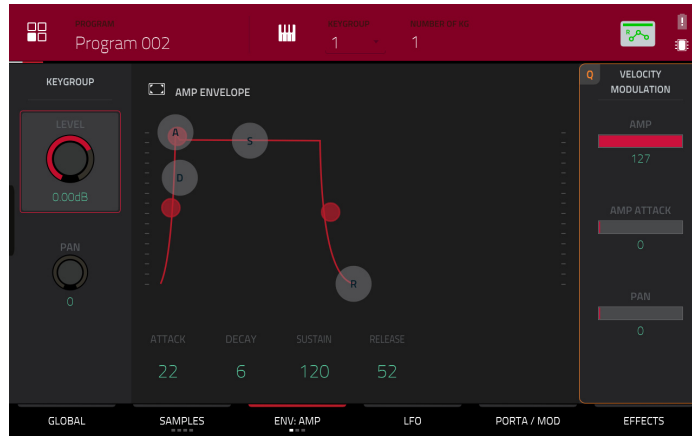 PROGRAM KEYGROUP NUMBER OF KG
Program 002 1 1
KEYGROUP
LEVEL
0.00dB
PAN
0
AMP ENVELOPE
A
S
D
R
ATTACK DECAY SUSTAIN RELEASE
22 6 120 52
Q
VELOCITY
MODULATION
AMP
127
AMP ATTACK
0
PAN
0
GLOBAL SAMPLES ENV: AMP LFO PORTA / MOD EFFECTS